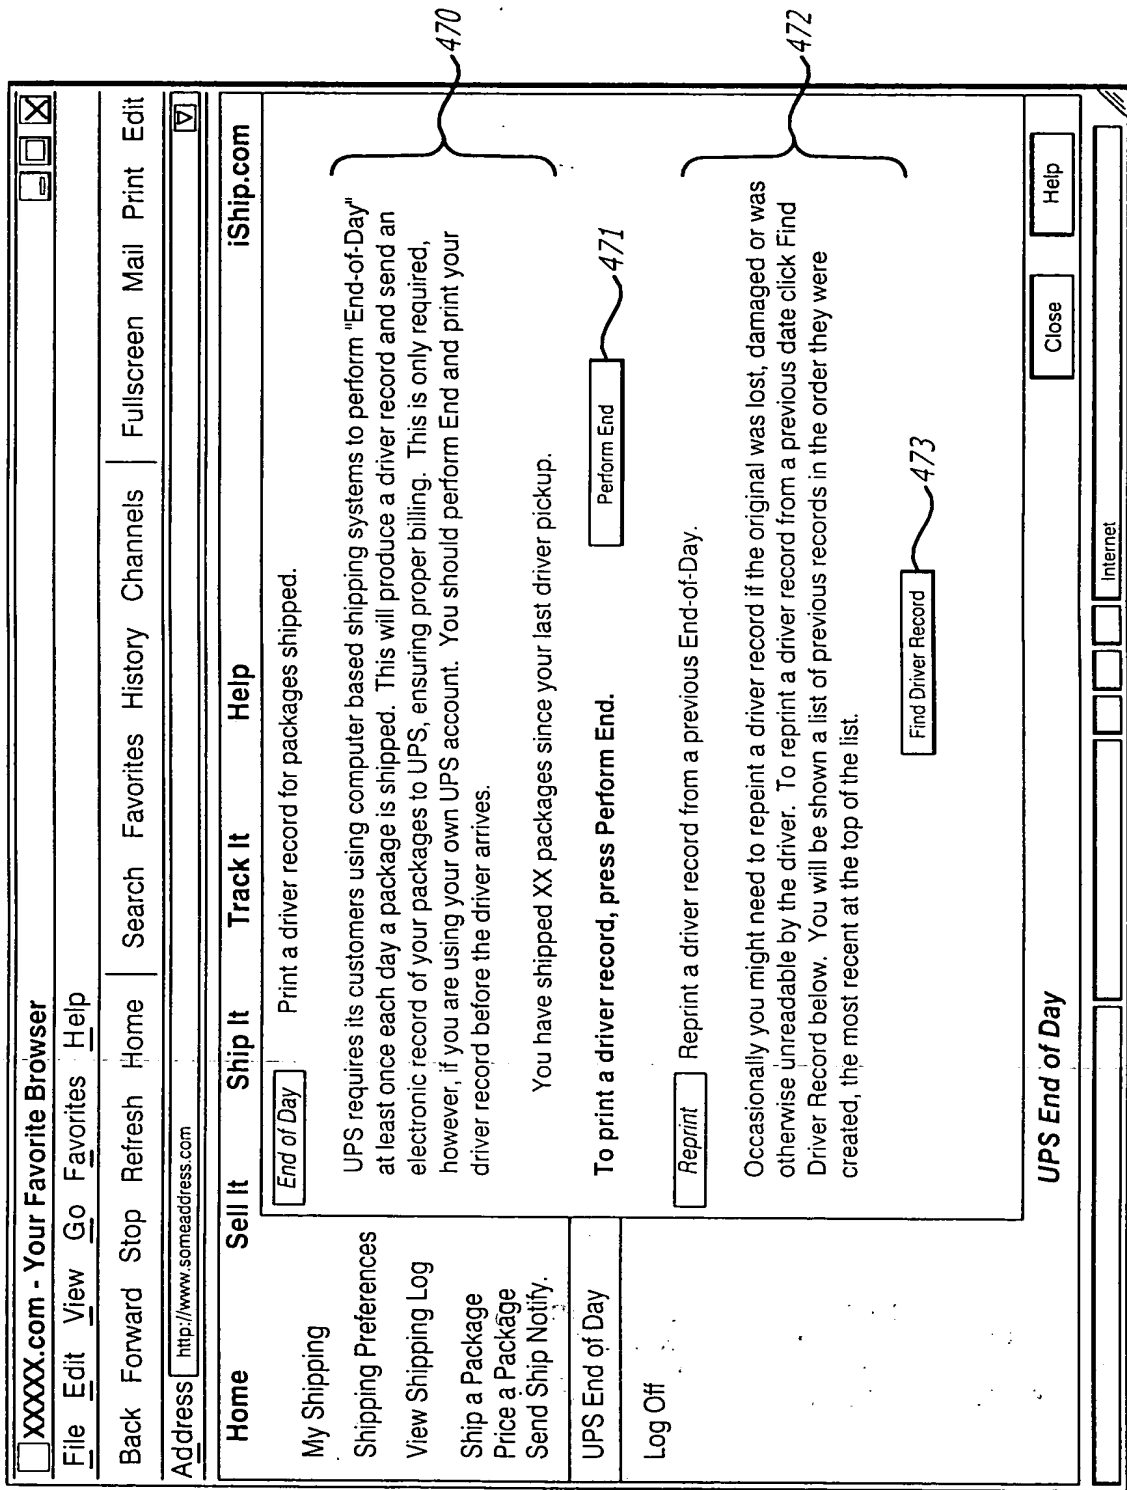 XXXXX.com - Your Favorite Browser
File Edit View Go Favorites Help
Back Forward Stop Refresh Home Search Favorites History Channels Fullscreen Mail Print Edit
Address http://www.someaddress.com
Home Sell It Ship It Track It Help iShip.com
My Shipping
Shipping Preferences
View Shipping Log
Ship a Package
Price a Package
Send Ship Notify.
UPS End of Day
Log Off
End of Day Print a driver record for packages shipped.
UPS requires its customers using computer based shipping systems to perform "End-of-Day"
at least once each day a package is shipped. This will produce a driver record and send an
electronic record of your packages to UPS, ensuring proper billing. This is only required,
however, if you are using your own UPS account. You should perform End and print your
driver record before the driver arrives.
470
You have shipped XX packages since your last driver pickup.
To print a driver record, press Perform End.
Perform End
471
Reprint Reprint a driver record from a previous End-of-Day.
Occasionally you might need to repeint a driver record if the original was lost, damaged or was
otherwise unreadable by the driver. To reprint a driver record from a previous date click Find
Driver Record below. You will be shown a list of previous records in the order they were
created, the most recent at the top of the list.
472
Find Driver Record
473
UPS End of Day
Close Help
Internet